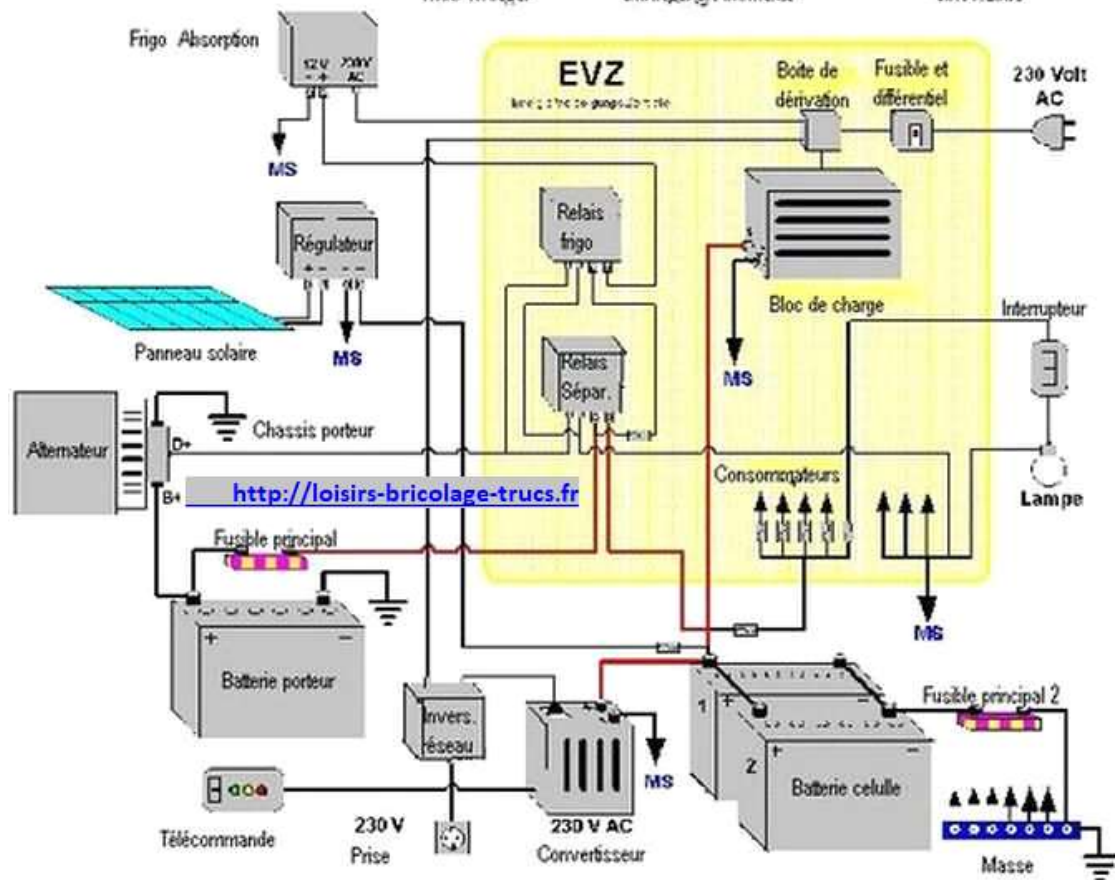 Frigo Absorption
12V 230V
- + AC
MS
EVZ
Boite de
dérivation
Fusible et
différentiel
230 Volt
AC
Régulateur
+ - - -
Relais
frigo
Bloc de charge
Interrupteur
Panneau solaire
MS
Relais
Sépar.
MS
Alternateur
D+
B+
Chassis porteur
http://loisirs-bricolage-trucs.fr
Consommateurs
Lampe
Fusible principal
MS
+ -
Batterie porteur
Invers.
réseau
MS
1
+ -
2
+ -
Batterie celulle
Fusible principal 2
Télécommande
230 V
Prise
230 V AC
Convertisseur
Masse